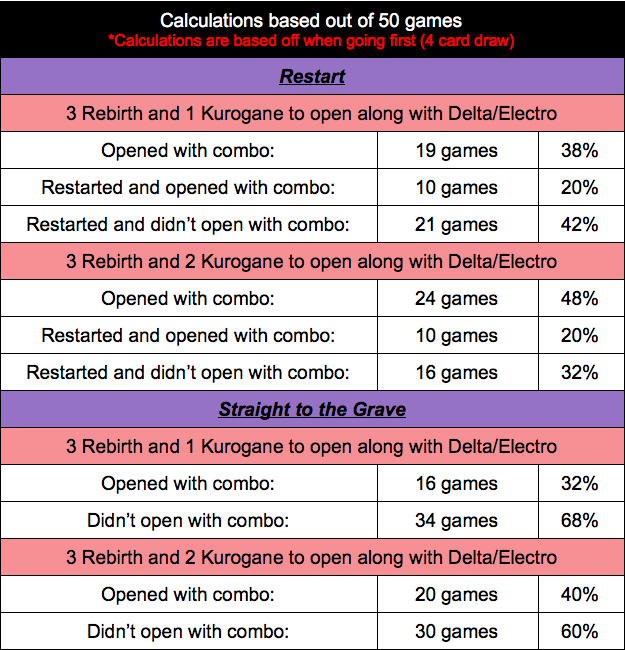 Calculations based out of 50 games
*Calculations are based off when going first (4 card draw)
Restart
3 Rebirth and 1 Kurogane to open along with Delta/Electro
Opened with combo: 19 games 38%
Restarted and opened with combo: 10 games 20%
Restarted and didn't open with combo: 21 games 42%
3 Rebirth and 2 Kurogane to open along with Delta/Electro
Opened with combo: 24 games 48%
Restarted and opened with combo: 10 games 20%
Restarted and didn't open with combo: 16 games 32%
Straight to the Grave
3 Rebirth and 1 Kurogane to open along with Delta/Electro
Opened with combo: 16 games 32%
Didn't open with combo: 34 games 68%
3 Rebirth and 2 Kurogane to open along with Delta/Electro
Opened with combo: 20 games 40%
Didn't open with combo: 30 games 60%